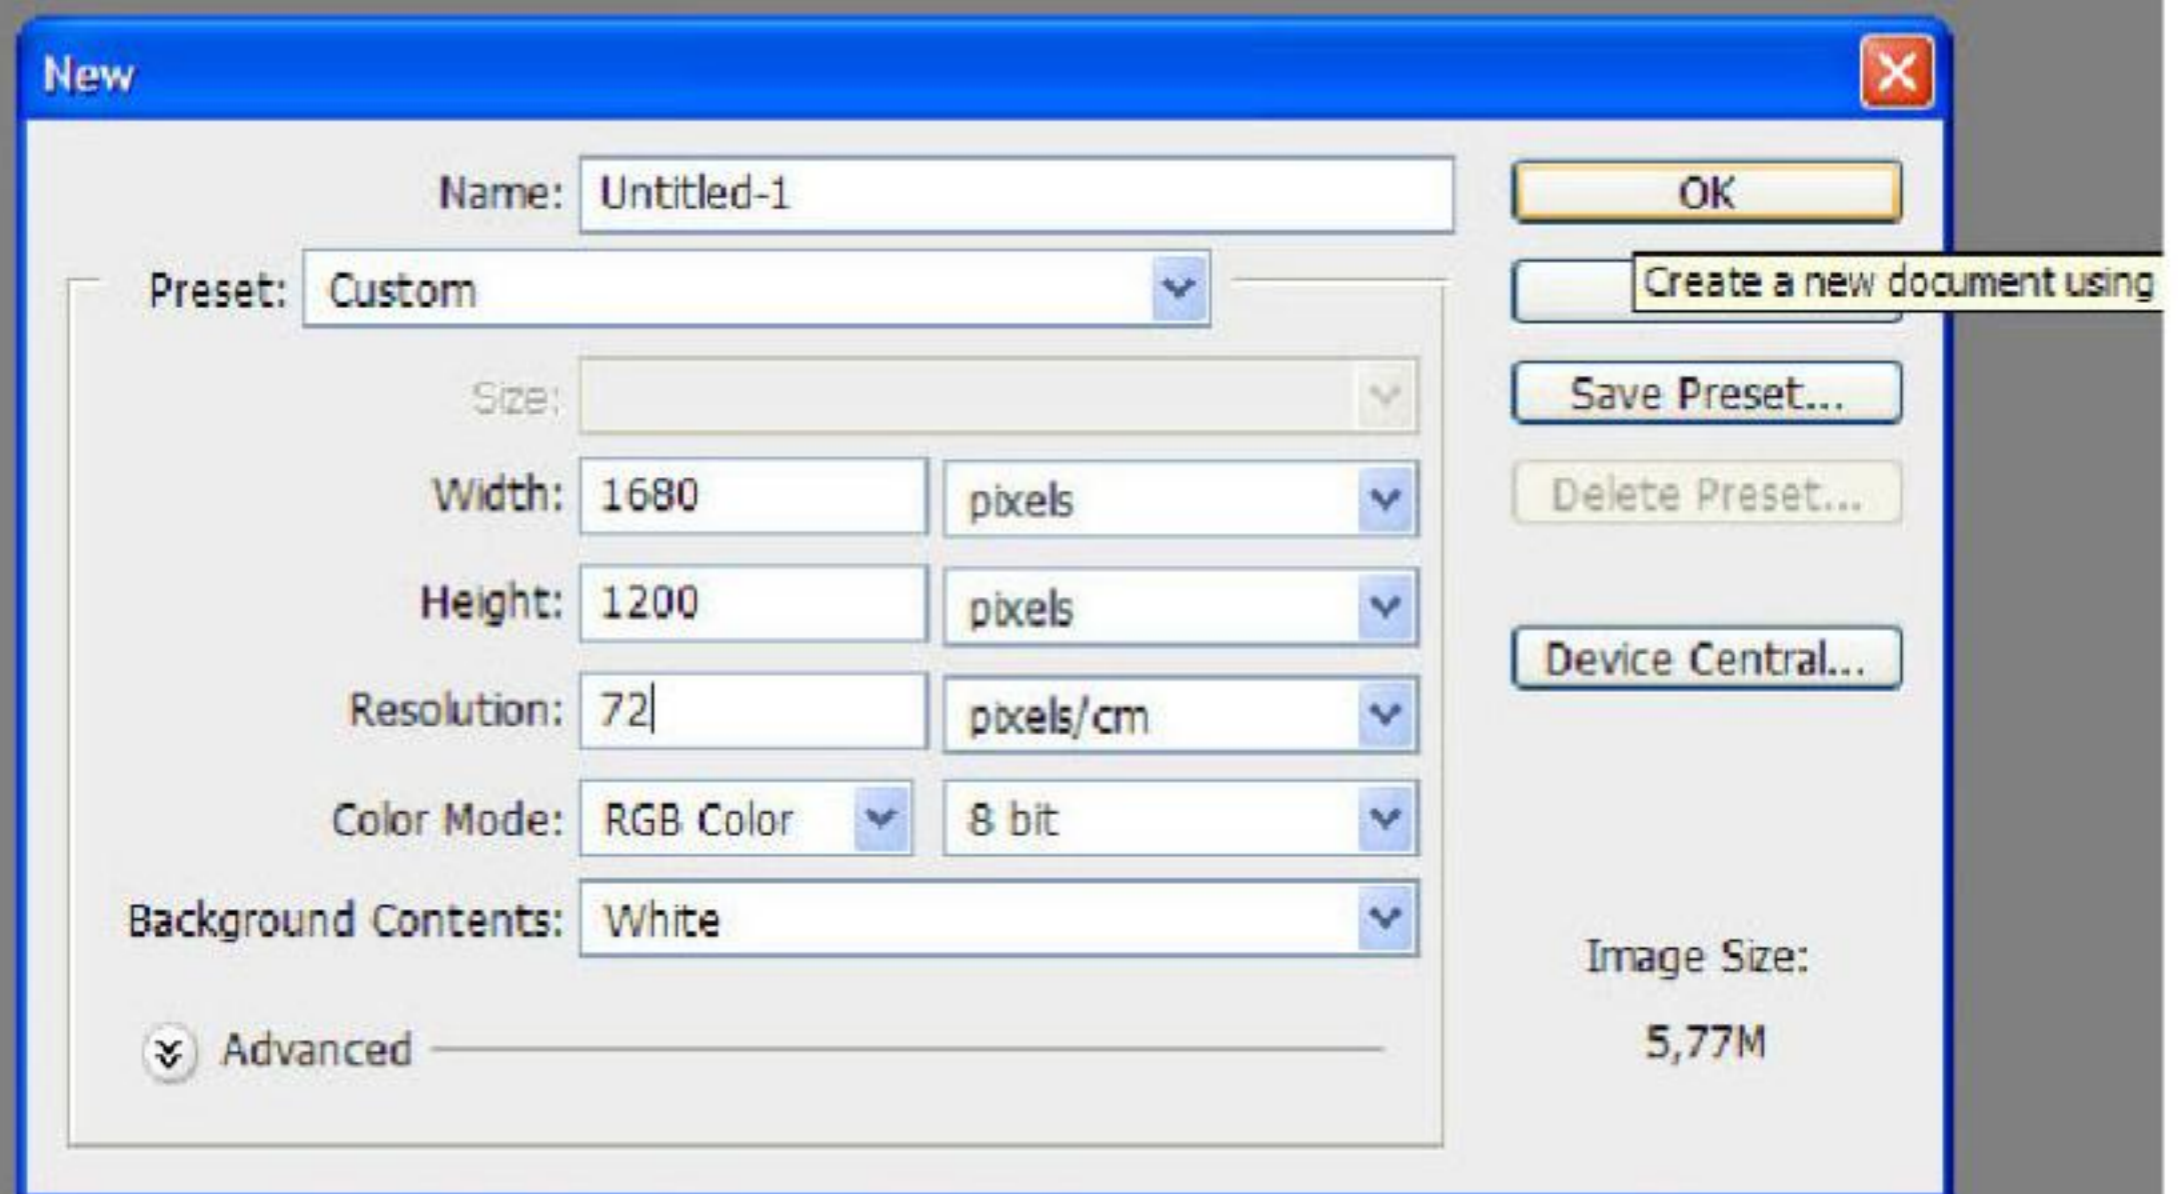 New
Name: Untitled-1
OK
Preset: Custom
Create a new document using
Size:
Save Preset...
Width: 1680 pixels
Delete Preset...
Height: 1200 pixels
Device Central...
Resolution: 72 pixels/cm
Color Mode: RGB Color 8 bit
Background Contents: White
Image Size:
5,77M
Advanced